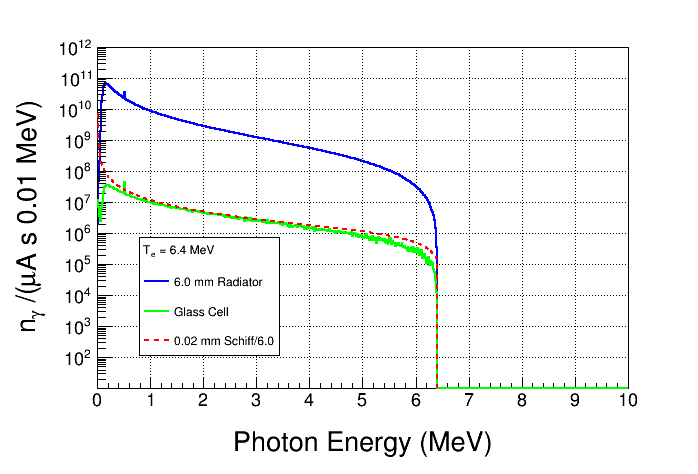 n_γ /(μA s 0.01 MeV)
10^12
10^11
10^10
10^9
10^8
10^7
10^6
10^5
10^4
10^3
10^2
T_e = 6.4 MeV
6.0 mm Radiator
Glass Cell
0.02 mm Schiff/6.0
0 1 2 3 4 5 6 7 8 9 10
Photon Energy (MeV)